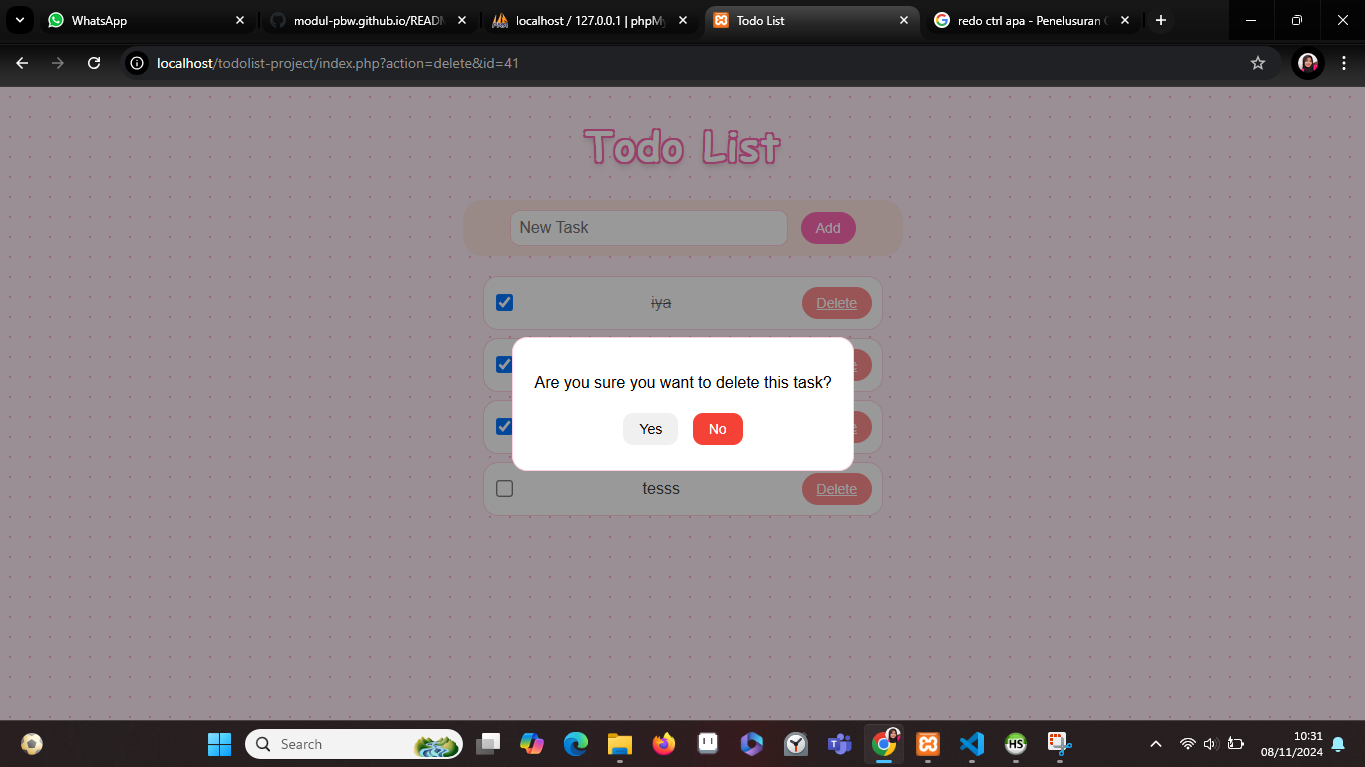 WhatsApp
modul-pbw.github.io/READ
localhost / 127.0.0.1 | phpMy
Todo List
redo ctrl apa - Penelusuran
localhost/todolist-project/index.php?action=delete&id=41
Todo List
New Task
Add
iya
Delete
Are you sure you want to delete this task?
Yes
No
tesss
Delete
Search
HS
10:31
08/11/2024